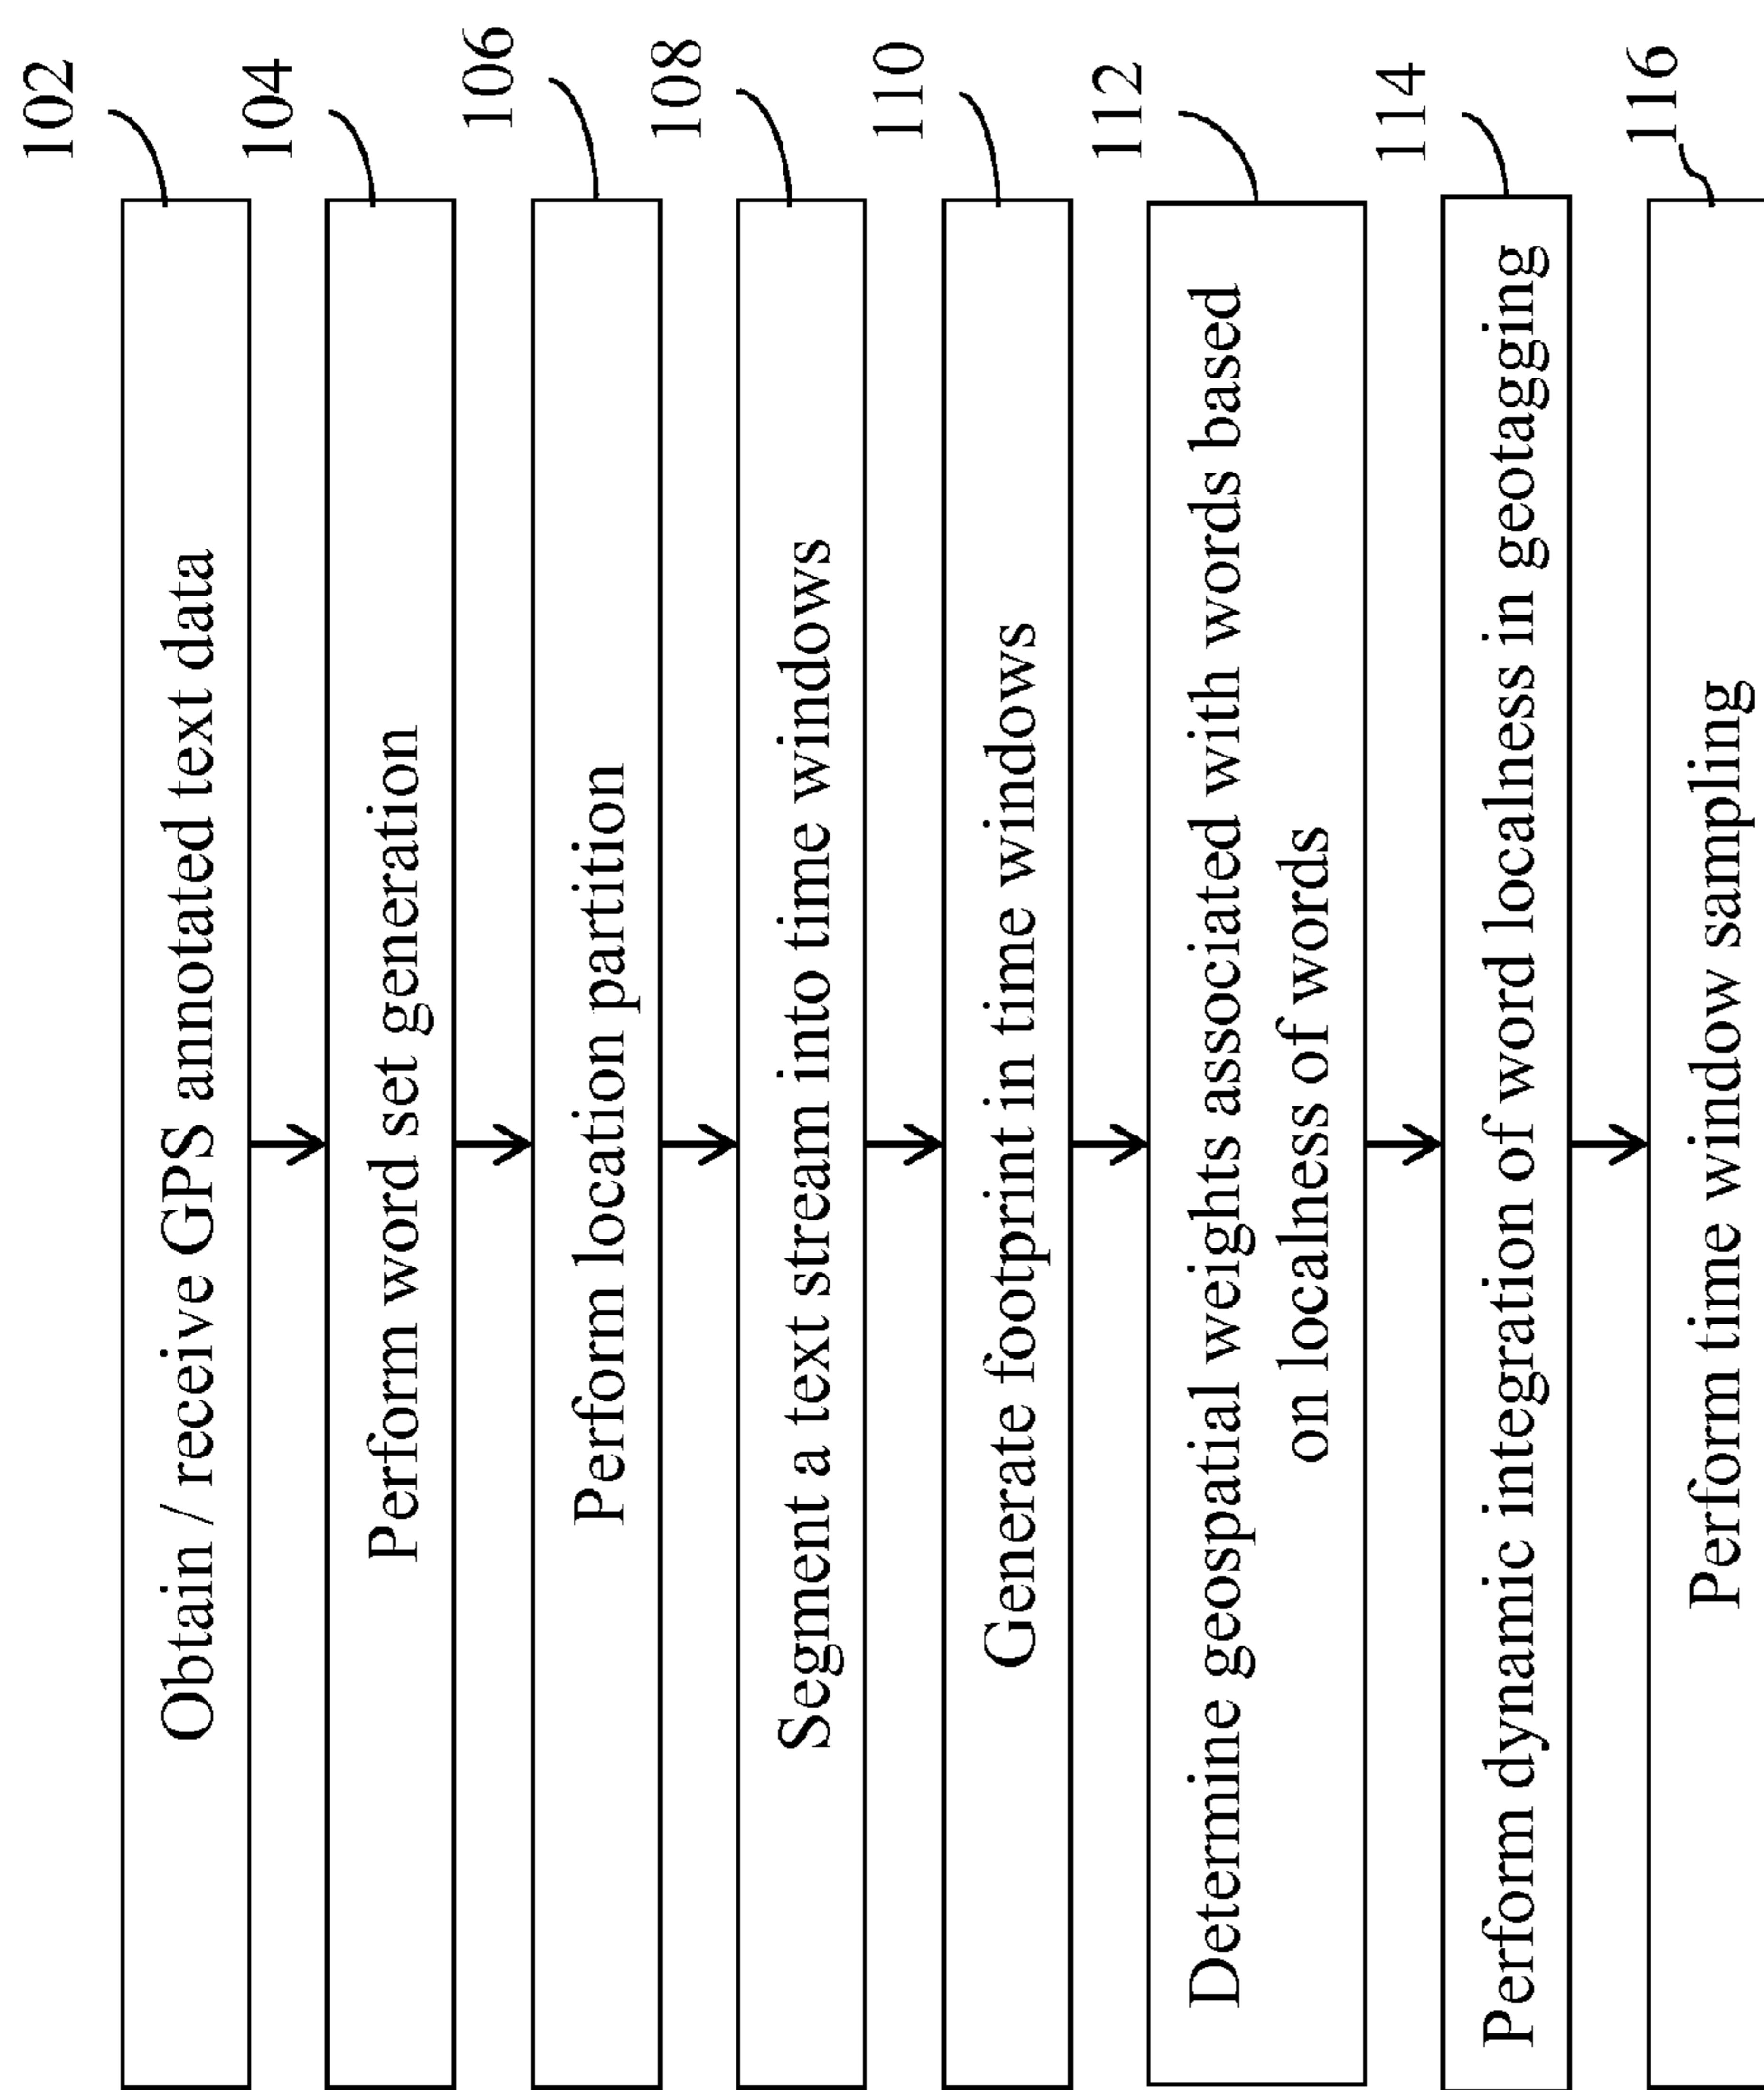 102
Obtain / receive GPS annotated text data
104
Perform word set generation
106
Perform location partition
108
Segment a text stream into time windows
110
Generate footprint in time windows
112
Determine geospatial weights associated with words based
on localness of words
114
Perform dynamic integration of word localness in geotagging
116
Perform time window sampling